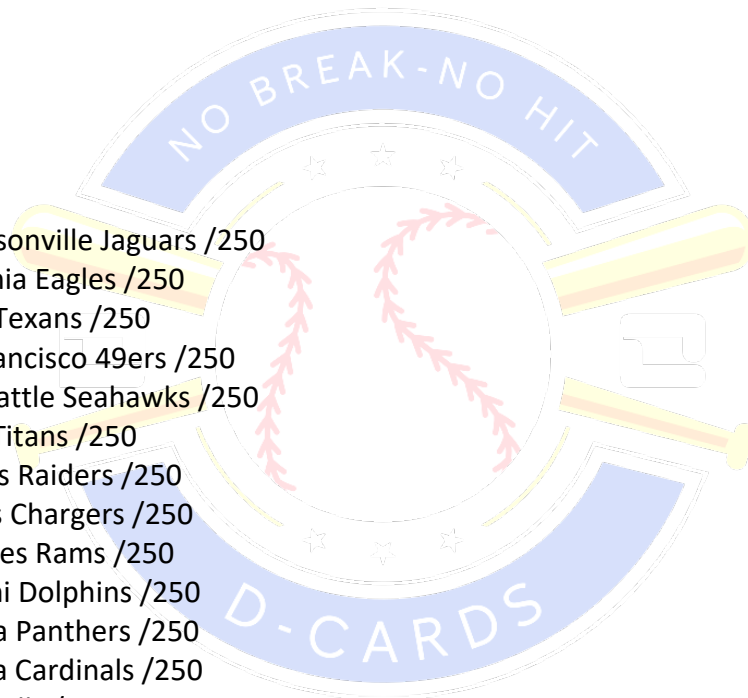 NO BREAK-NO HIT
sonville Jaguars /250
nia Eagles /250
Texans /250
ancisco 49ers /250
attle Seahawks /250
Titans /250
s Raiders /250
s Chargers /250
es Rams /250
ni Dolphins /250
a Panthers /250
a Cardinals /250
D-CARDS